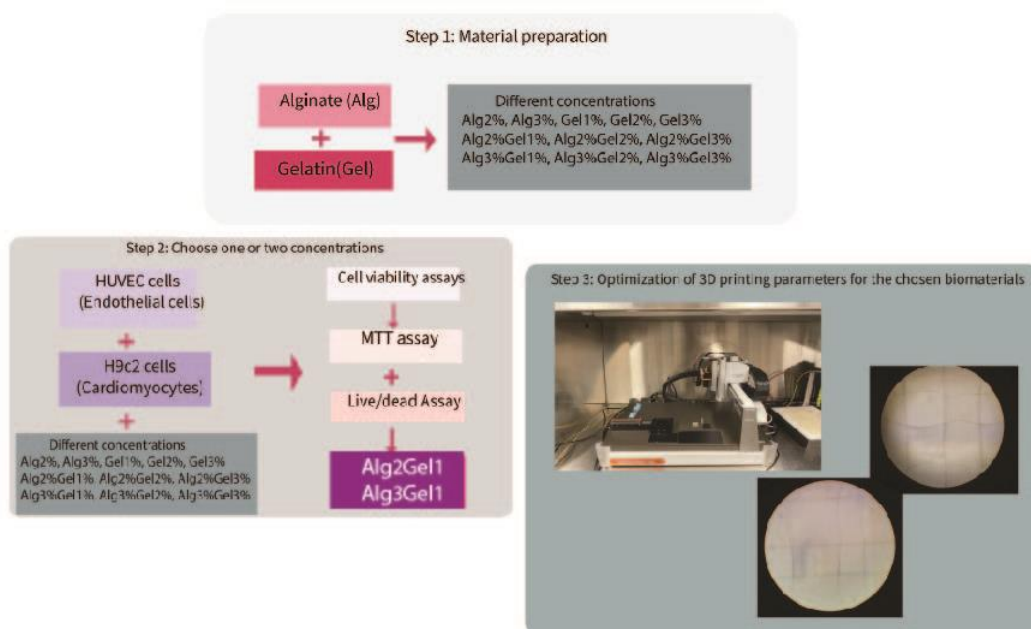 Step 1: Material preparation
Alginate (Alg)
+
Gelatin(Gel)
Different concentrations
Alg2%, Alg3%, Gel1%, Gel2%, Gel3%
Alg2%Gel1%, Alg2%Gel2%, Alg2%Gel3%
Alg3%Gel1%, Alg3%Gel2%, Alg3%Gel3%
Step 2: Choose one or two concentrations
HUVEC cells
(Endothelial cells)
+
H9c2 cells
(Cardiomyocytes)
+
Different concentrations
Alg2%, Alg3%, Gel1%, Gel2%, Gel3%
Alg2%Gel1%, Alg2%Gel2%, Alg2%Gel3%
Alg3%Gel1%, Alg3%Gel2%, Alg3%Gel3%
Cell viability assays
MTT assay
+
Live/dead Assay
Alg2Gel1
Alg3Gel1
Step 3: Optimization of 3D printing parameters for the chosen biomaterials